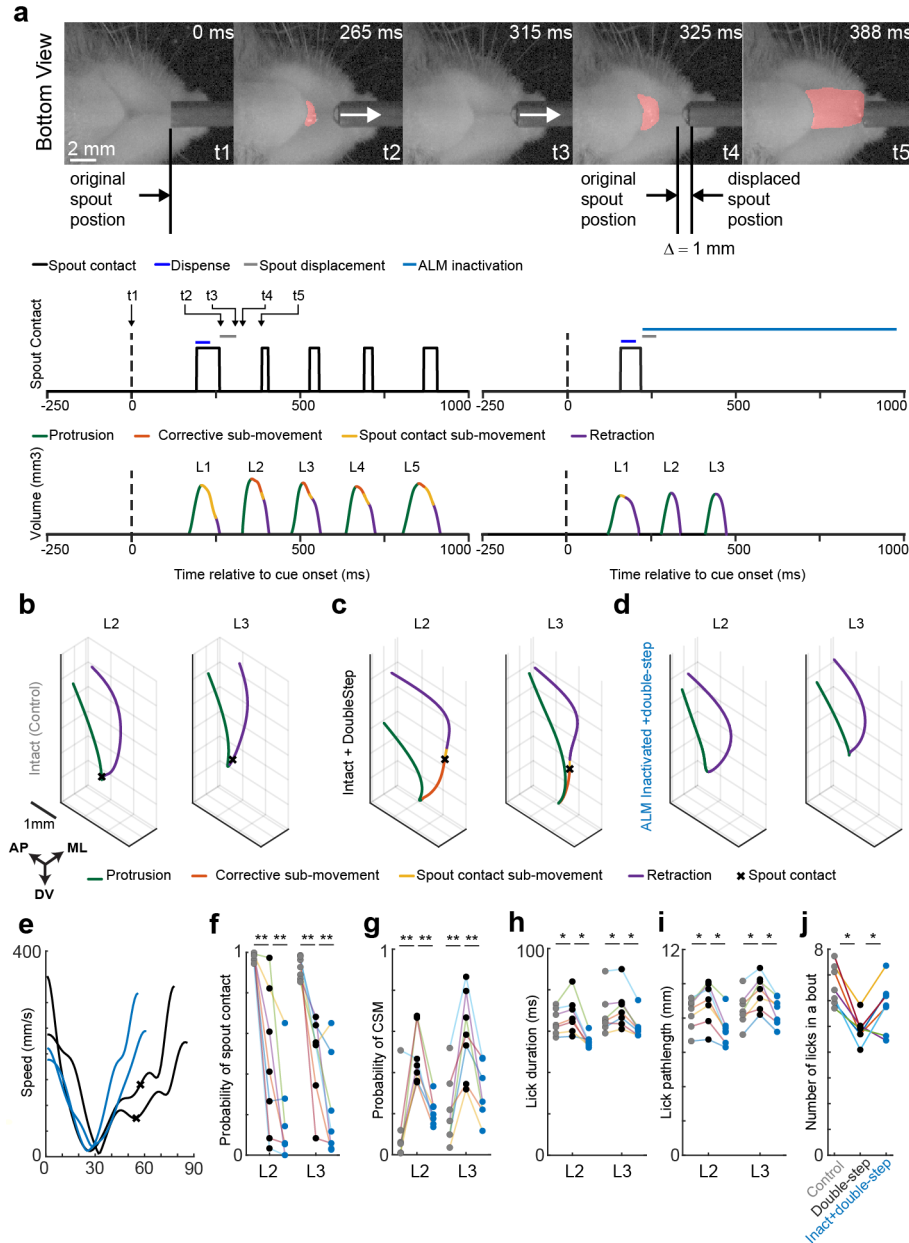 a
Bottom View
0 ms
265 ms
315 ms
325 ms
388 ms
2 mm
t1
t2
t3
t4
t5
original
spout
postion
original
spout
postion
displaced
spout
position
Δ = 1 mm
Spout contact
Dispense
Spout displacement
ALM inactivation
Spout Contact
t1
t2
t3
t4
t5
-250
0
500
1000
-250
0
500
1000
Protrusion
Corrective sub-movement
Spout contact sub-movement
Retraction
Volume (mm3)
L1
L2
L3
L4
L5
L1
L2
L3
-250
0
500
1000
-250
0
500
1000
Time relative to cue onset (ms)
Time relative to cue onset (ms)
b
L2
L3
Intact (Control)
c
L2
L3
Intact + DoubleStep
d
L2
L3
ALM Inactivated +double-step
1mm
AP
ML
DV
Protrusion
Corrective sub-movement
Spout contact sub-movement
Retraction
Spout contact
e
Speed (mm/s)
400
0
0
30
60
90
f
Probability of spout contact
1
0
** **
** **
L2
L3
g
Probability of CSM
1
0
** **
** **
L2
L3
h
Lick duration (ms)
100
0
* *
* *
L2
L3
i
Lick pathlength (mm)
12
0
* *
* *
L2
L3
j
Number of licks in a bout
8
0
* *
Control
Double-step
Inact+double-step